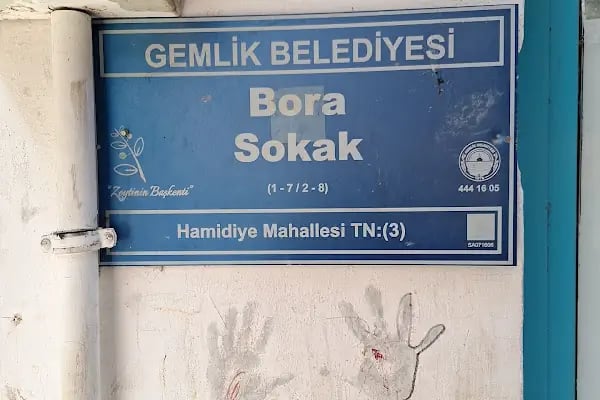 GEMLİK BELEDİYESİ
Bora
Sokak
"Zeytinin Başkenti"
(1 - 7 / 2 - 8)
444 16 05
Hamidiye Mahallesi TN:(3)